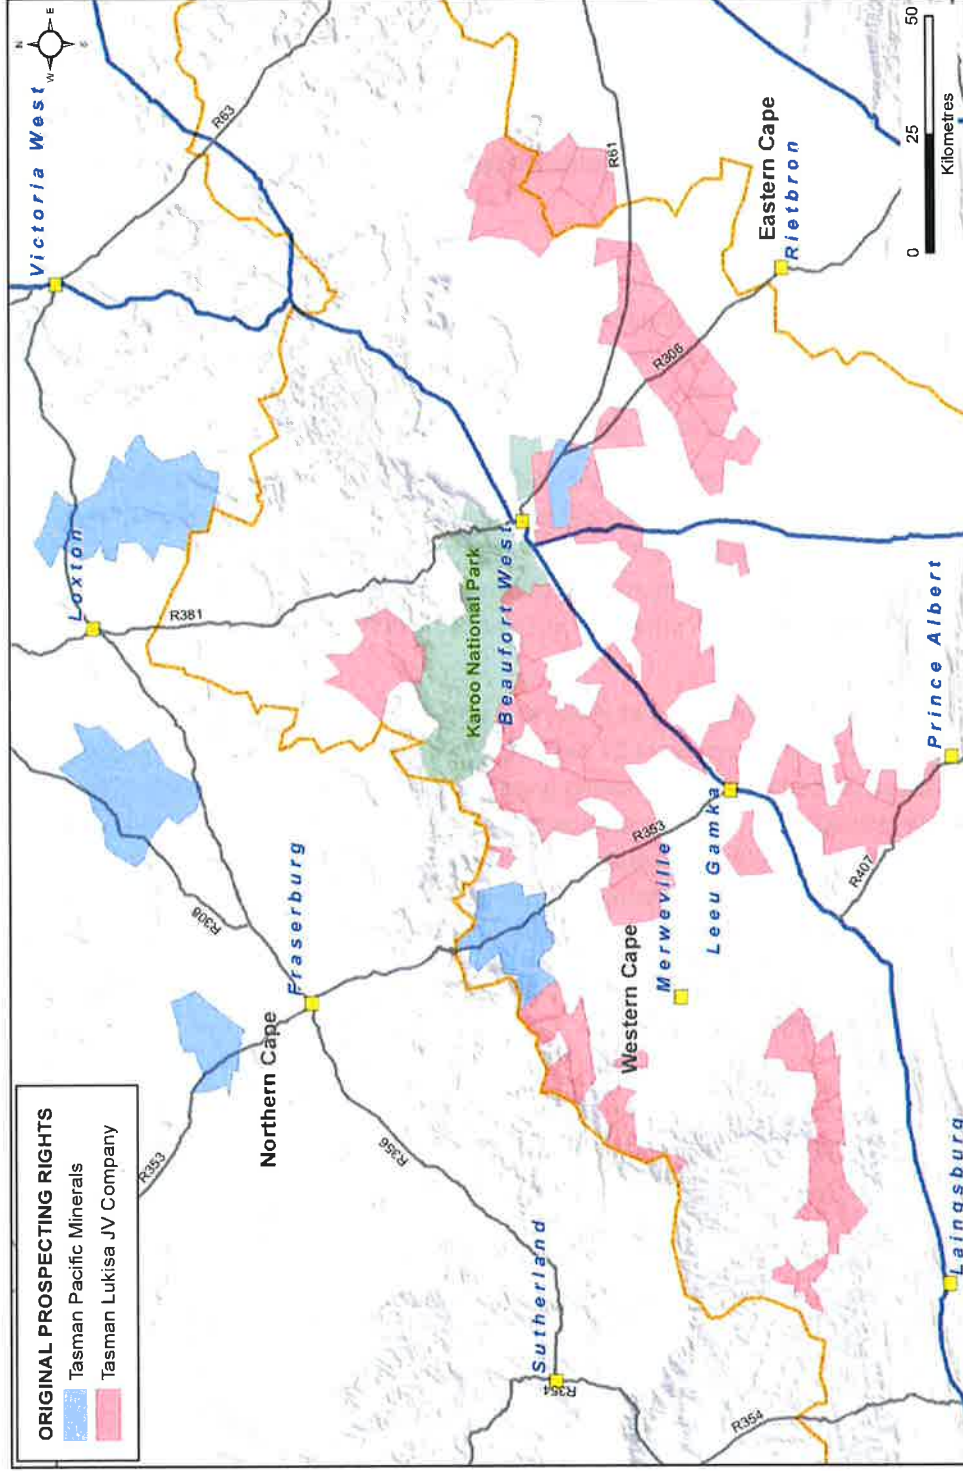 ORIGINAL PROSPECTING RIGHTS
Tasman Pacific Minerals
Tasman Lukisa JV Company
N
W
E
S
Victoria West
R63
Loxton
R381
R308
R353
Fraserburg
Northern Cape
R356
Sutherland
R354
R354
Karoo National Park
Beaufort West
R61
R306
Eastern Cape
Rietbron
R353
Western Cape
Merweville
Leeu Gamka
R407
Prince Albert
Laingsburg
0
25
50
Kilometres